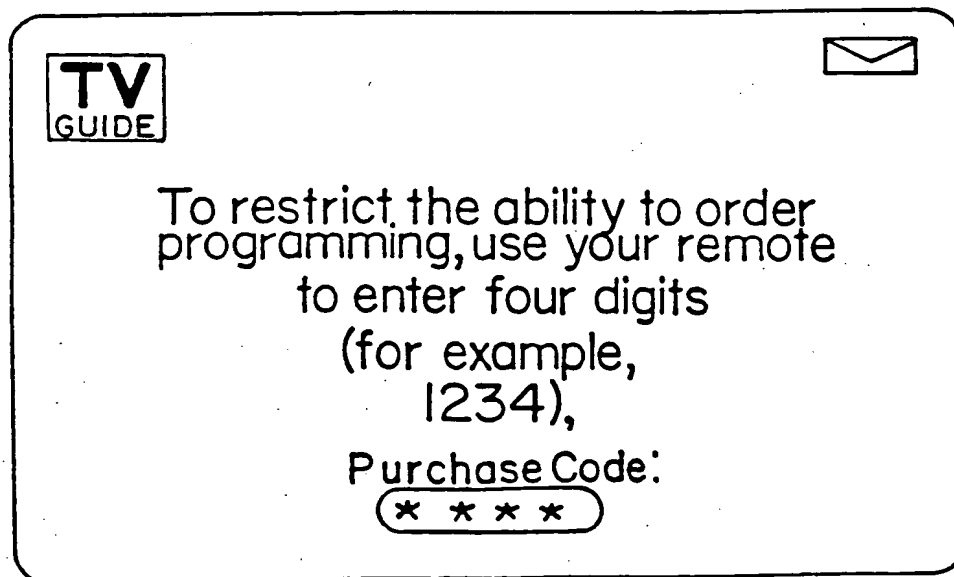 TV
GUIDE
To restrict the ability to order
programming, use your remote
to enter four digits
(for example,
1234),
Purchase Code:
* * * *